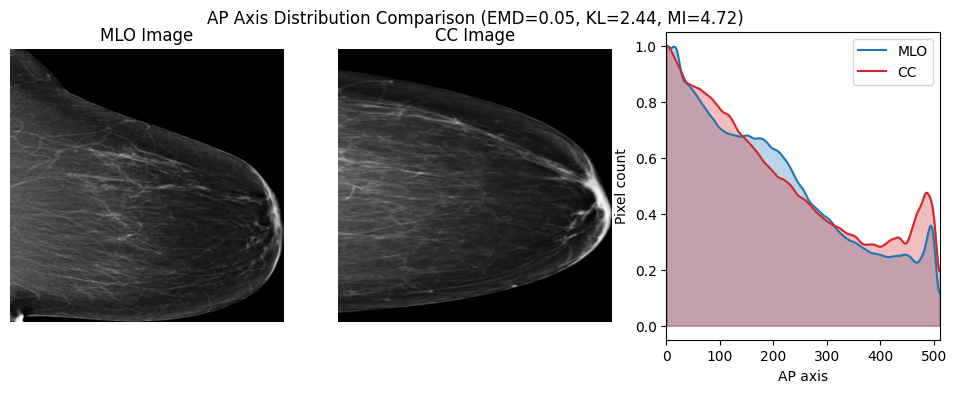 AP Axis Distribution Comparison (EMD=0.05, KL=2.44, MI=4.72)
MLO Image
CC Image
MLO
CC
Pixel count
1.0
0.8
0.6
0.4
0.2
0.0
0 100 200 300 400 500
AP axis